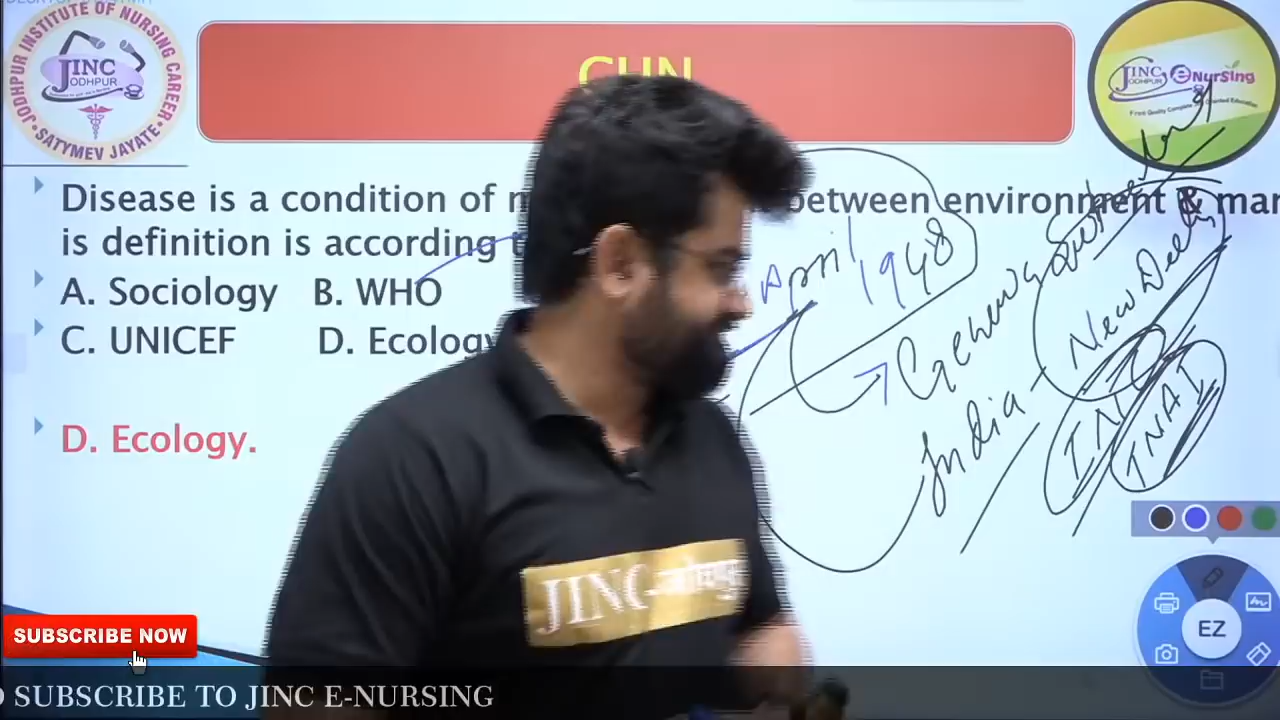 JODHPUR INSTITUTE OF NURSING CAREER
JINC
JODHPUR
SATYMEV JAYATE
CHN
JINC
JODHPUR
eNursing
Disease is a condition of between environment & man
is definition is according
A. Sociology B. WHO
C. UNICEF D. Ecology
D. Ecology.
April
1948
Geneva
India - New Delhi
TNAI
JINC
EZ
SUBSCRIBE NOW
SUBSCRIBE TO JINC E-NURSING